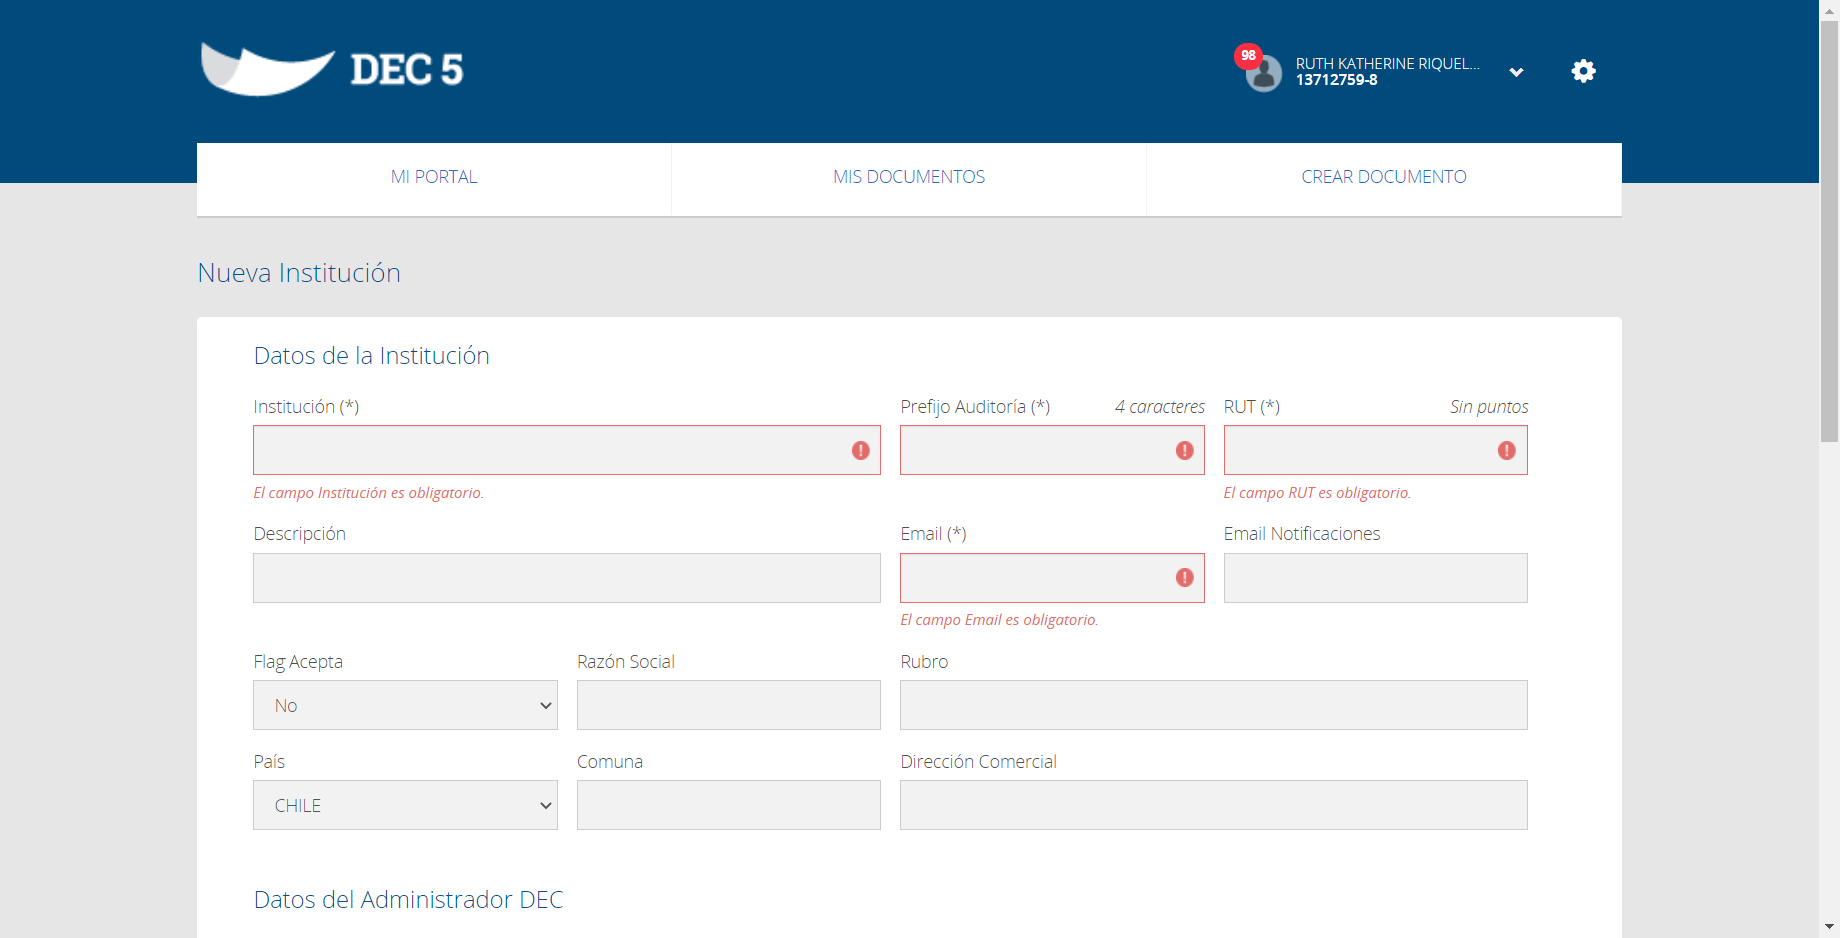 DEC 5
98
RUTH KATHERINE RIQUEL...
13712759-8
MI PORTAL
MIS DOCUMENTOS
CREAR DOCUMENTO
Nueva Institución
Datos de la Institución
Institución (*)
Prefijo Auditoría (*) 4 caracteres
RUT (*) Sin puntos
El campo Institución es obligatorio.
El campo RUT es obligatorio.
Descripción
Email (*)
Email Notificaciones
El campo Email es obligatorio.
Flag Acepta
Razón Social
Rubro
No
País
Comuna
Dirección Comercial
CHILE
Datos del Administrador DEC